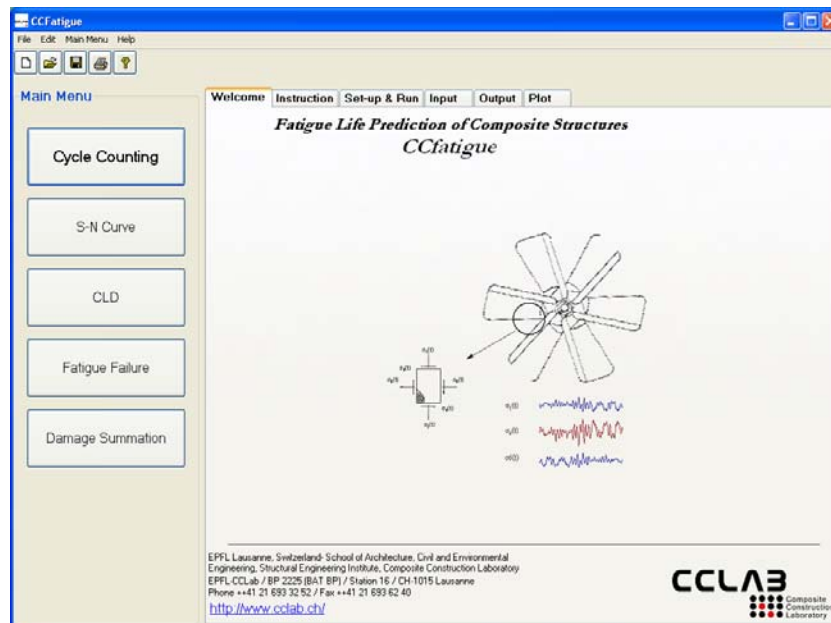 CCFatigue
File Edit Main Menu Help
Main Menu
Welcome Instruction Set-up & Run Input Output Plot
Fatigue Life Prediction of Composite Structures
CCfatigue
Cycle Counting
S-N Curve
CLD
Fatigue Failure
Damage Summation
EPFL Lausanne, Switzerland- School of Architecture, Civil and Environmental
Engineering, Structural Engineering Institute, Composite Construction Laboratory
EPFL-CCLab / BP 2225 (BAT BP) / Station 16 / CH-1015 Lausanne
Phone ++41 21 693 32 52 / Fax ++41 21 693 62 40
http://www.cclab.ch/
CCLAB
Composite
Construction
Laboratory